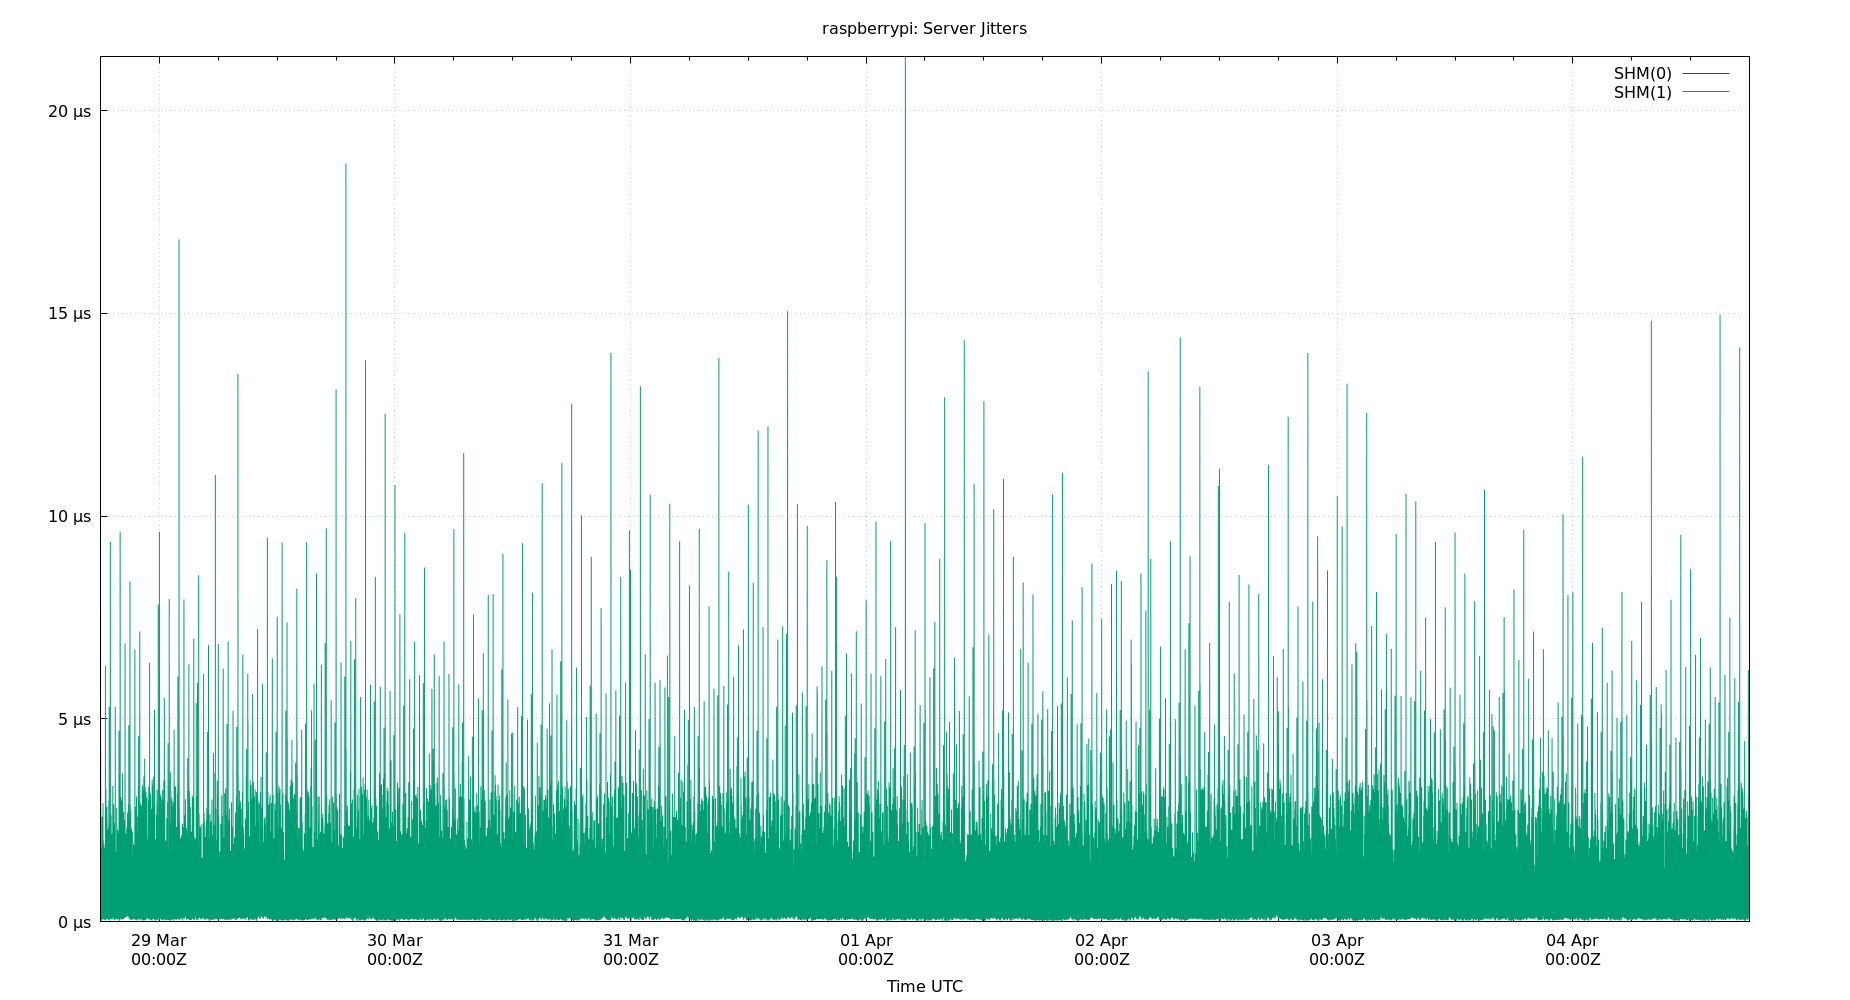 raspberrypi: Server Jitters
SHM(0)
SHM(1)
20 µs
15 µs
10 µs
5 µs
0 µs
29 Mar 30 Mar 31 Mar 01 Apr 02 Apr 03 Apr 04 Apr
00:00Z 00:00Z 00:00Z 00:00Z 00:00Z 00:00Z 00:00Z
Time UTC